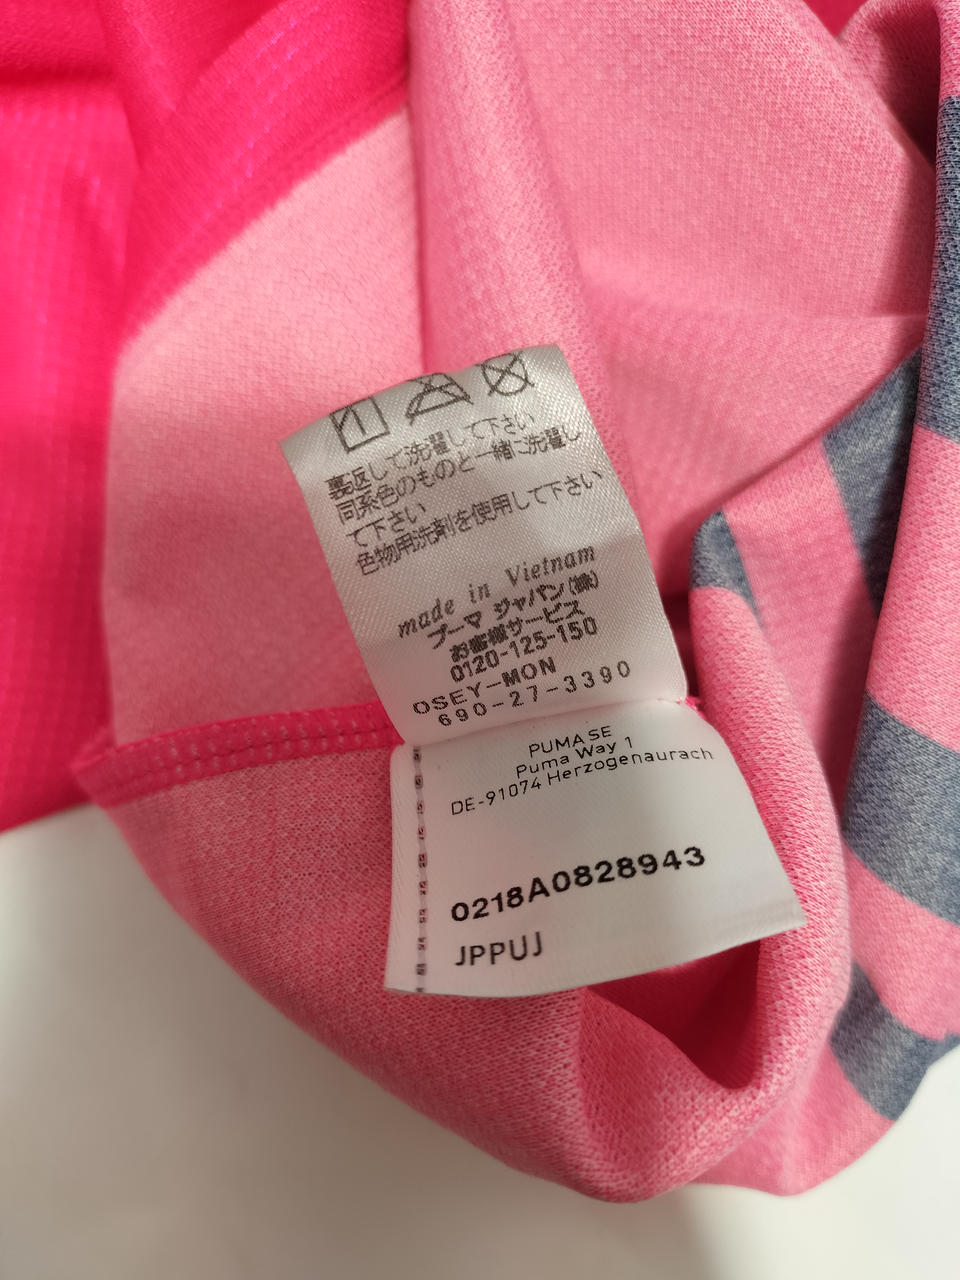 裏返して洗濯して下さい
同系色のものと一緒に洗濯し
て下さい
色物用洗剤を使用して下さい
made in Vietnam
プーマ ジャパン(株)
お客様サービス
0120-125-150
OSEY-MON
690-27-3390
PUMA SE
Puma Way 1
DE-91074 Herzogenaurach
0218A0828943
JPPUJ